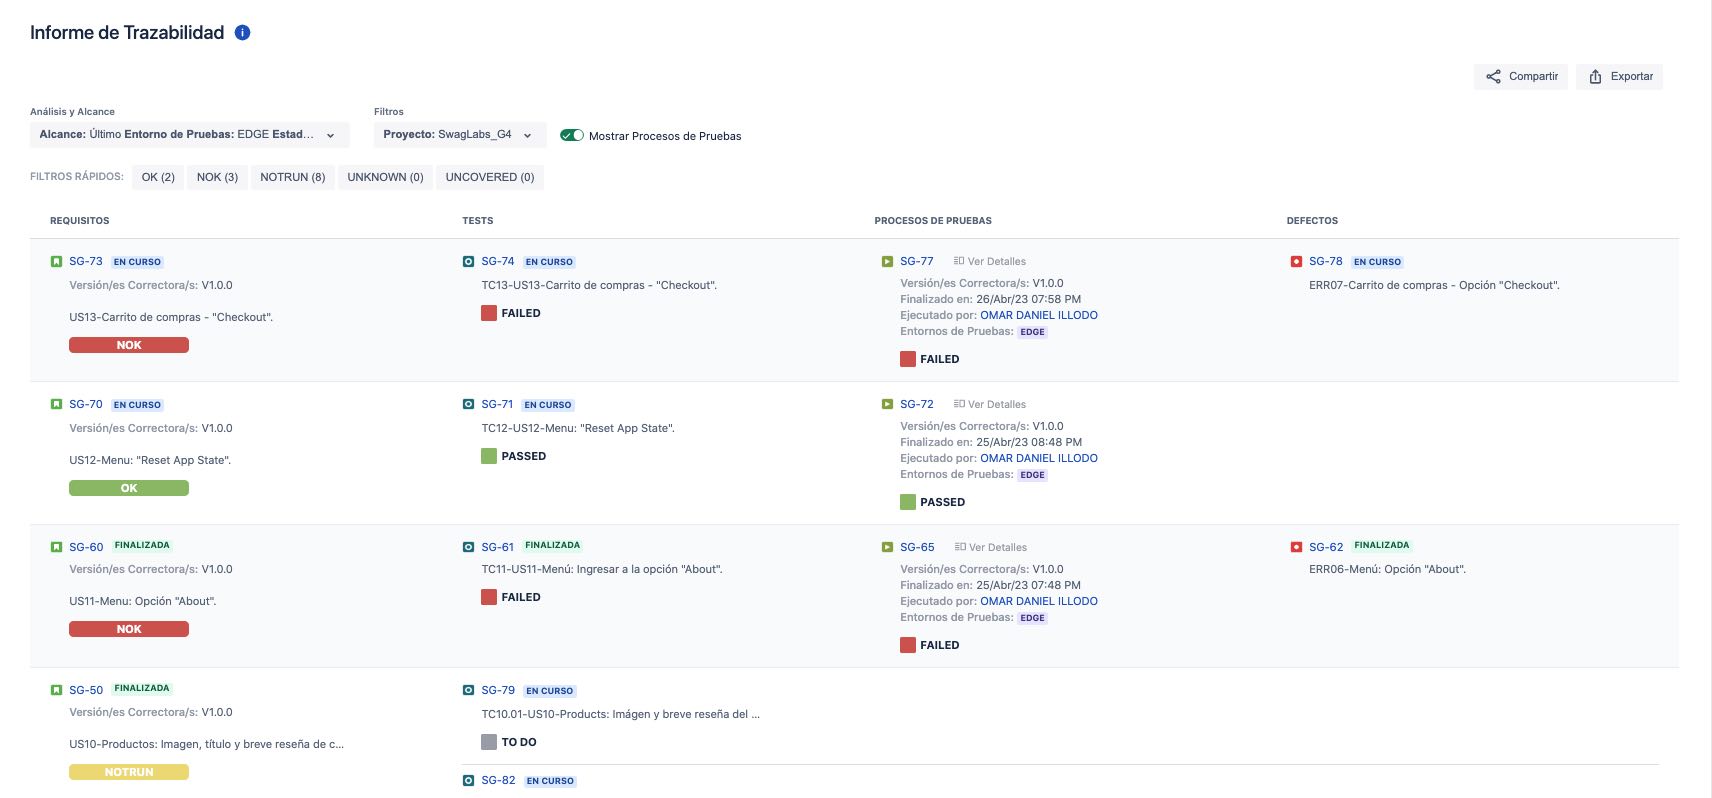 Informe de Trazabilidad
Compartir
Exportar
Análisis y Alcance
Filtros
Alcance: Último Entorno de Pruebas: EDGE Estad...
Proyecto: SwagLabs_G4
Mostrar Procesos de Pruebas
FILTROS RÁPIDOS:
OK (2)
NOK (3)
NOTRUN (8)
UNKNOWN (0)
UNCOVERED (0)
REQUISITOS
TESTS
PROCESOS DE PRUEBAS
DEFECTOS
SG-73 EN CURSO
Versión/es Correctora/s: V1.0.0
US13-Carrito de compras - "Checkout".
NOK
SG-74 EN CURSO
TC13-US13-Carrito de compras - "Checkout".
FAILED
SG-77 Ver Detalles
Versión/es Correctora/s: V1.0.0
Finalizado en: 26/Abr/23 07:58 PM
Ejecutado por: OMAR DANIEL ILLODO
Entornos de Pruebas: EDGE
FAILED
SG-78 EN CURSO
ERR07-Carrito de compras - Opción "Checkout".
SG-70 EN CURSO
Versión/es Correctora/s: V1.0.0
US12-Menu: "Reset App State".
OK
SG-71 EN CURSO
TC12-US12-Menu: "Reset App State".
PASSED
SG-72 Ver Detalles
Versión/es Correctora/s: V1.0.0
Finalizado en: 25/Abr/23 08:48 PM
Ejecutado por: OMAR DANIEL ILLODO
Entornos de Pruebas: EDGE
PASSED
SG-60 FINALIZADA
Versión/es Correctora/s: V1.0.0
US11-Menu: Opción "About".
NOK
SG-61 FINALIZADA
TC11-US11-Menú: Ingresar a la opción "About".
FAILED
SG-65 Ver Detalles
Versión/es Correctora/s: V1.0.0
Finalizado en: 25/Abr/23 07:48 PM
Ejecutado por: OMAR DANIEL ILLODO
Entornos de Pruebas: EDGE
FAILED
SG-62 FINALIZADA
ERR06-Menú: Opción "About".
SG-50 FINALIZADA
Versión/es Correctora/s: V1.0.0
US10-Productos: Imagen, título y breve reseña de c...
NOTRUN
SG-79 EN CURSO
TC10.01-US10-Products: Imágen y breve reseña del ...
TO DO
SG-82 EN CURSO